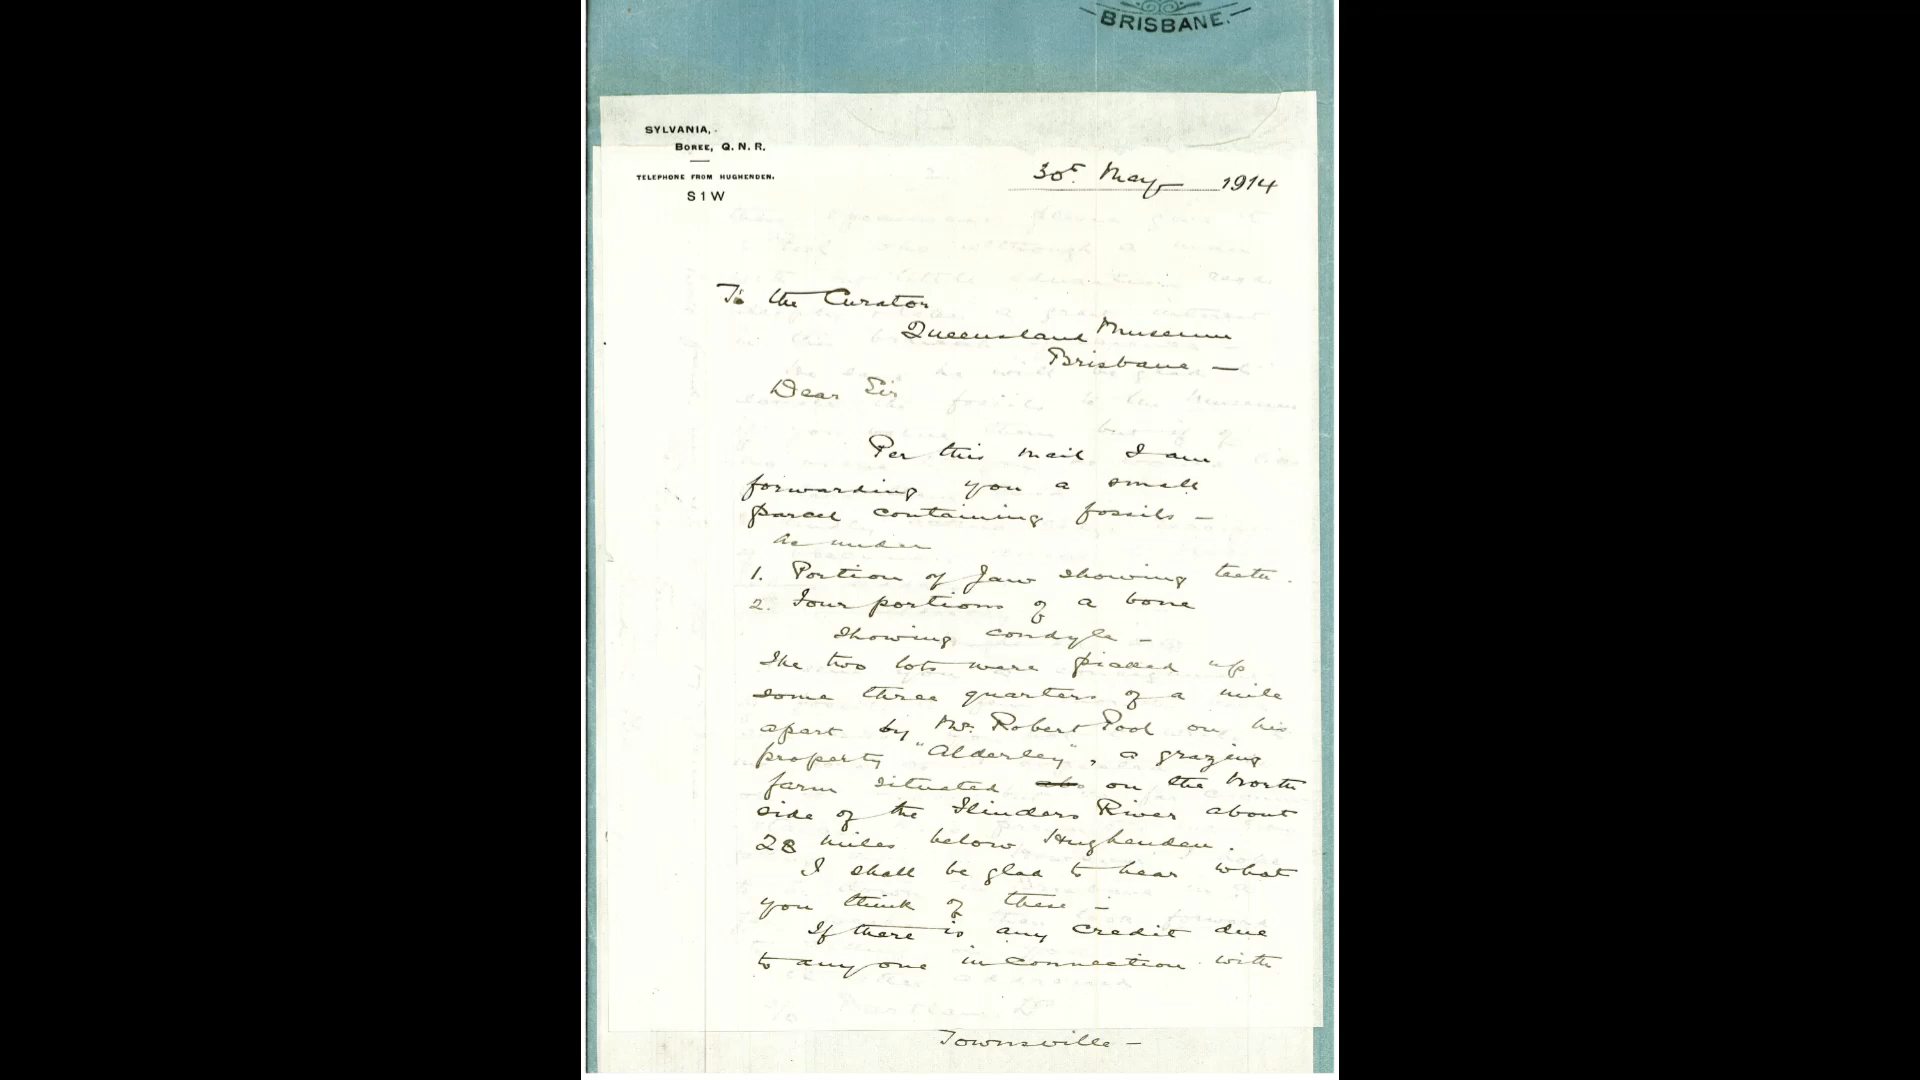 BRISBANE.
SYLVANIA,
BOREE, Q. N. R.
TELEPHONE FROM HUGHENDEN.
S 1 W
30th May 1914
To the Curator
Queensland Museum
Brisbane —
Dear Sir
Per this mail I am
forwarding you a small
parcel containing fossils —
as under
1. Portion of Jaw showing teeth.
2. Four portions of a bone
showing condyle —
The two lots were picked up
some three quarters of a mile
apart by Mr. Robert Pool on his
property "Alderley", a grazing
farm situated on the North
side of the Flinders River about
28 miles below Hughenden.
I shall be glad to hear what
you think of these —
If there is any credit due
to anyone in connection with
Townsville —